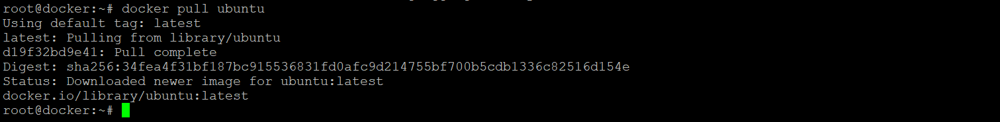 root@docker:~# docker pull ubuntu
Using default tag: latest
latest: Pulling from library/ubuntu
d19f32bd9e41: Pull complete
Digest: sha256:34fea4f31bf187bc915536831fd0afc9d214755bf700b5cdb1336c82516d154e
Status: Downloaded newer image for ubuntu:latest
docker.io/library/ubuntu:latest
root@docker:~#